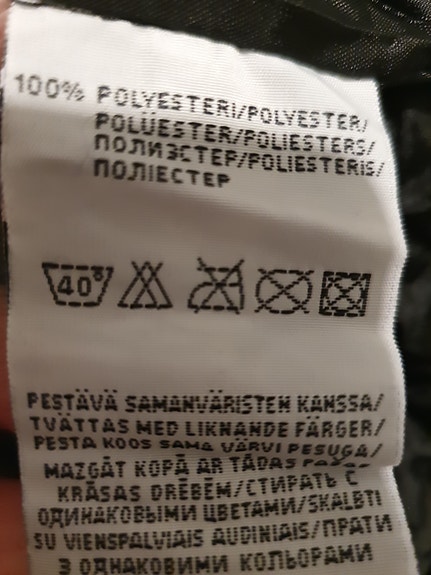 100% POLYESTERI/POLYESTER/
POLÜESTER/POLIESTERS/
ПОЛИЭСТЕР/POLIESTERIS/
ПОЛІЕСТЕР
40°
PESTÄVÄ SAMANVÄRISTEN KANSSA/
TVÄTTAS MED LIKNANDE FÄRGER/
PESTA KOOS SAMA VÄRVI PESUGA/
MAZGĀT KOPĀ AR TĀDAS
KRĀSAS DRĒBĒM/СТИРАТЬ С
ОДИНАКОВЫМИ ЦВЕТАМИ/SKALBTI
SU VIENSPALVIAIS AUDINIAIS/ПРАТИ
З ОДНАКОВИМИ КОЛЬОРАМИ